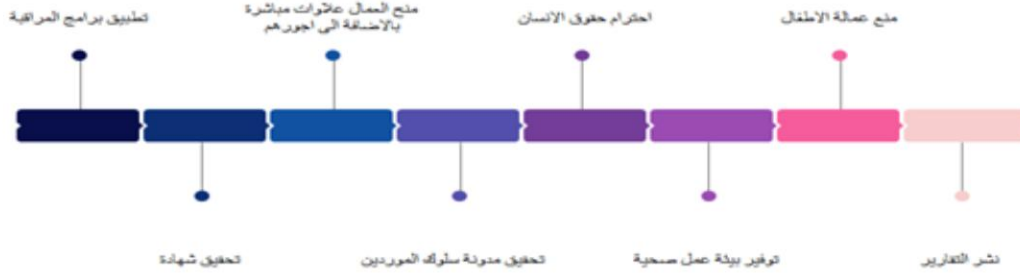 تطبيق برامج المراقبة
منح العمال علاوات مباشرة
بالاضافة الى اجورهم
احترام حقوق الانسان
منع عمالة الاطفال
تحقيق شهادة
تحقيق مدونة سلوك الموردين
توفير بيئة عمل صحية
نشر التقارير